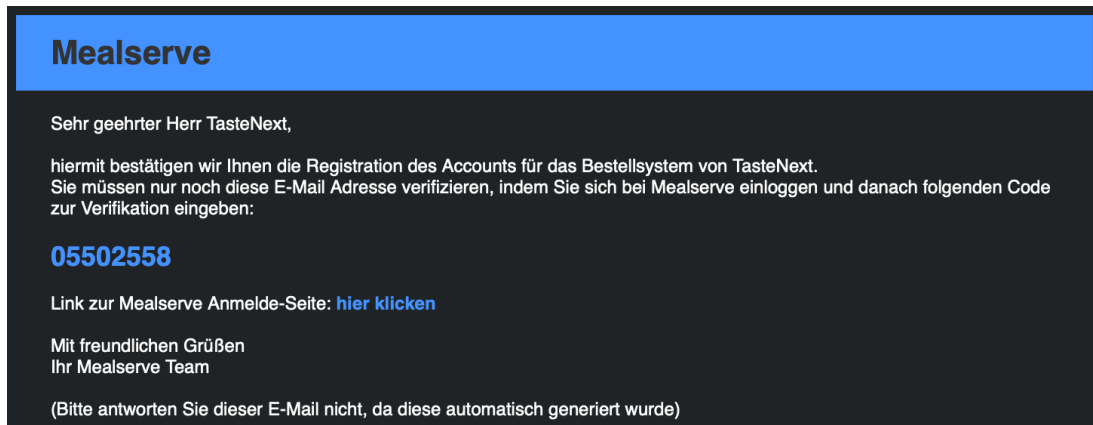 Mealserve
Sehr geehrter Herr TasteNext,
hiermit bestätigen wir Ihnen die Registration des Accounts für das Bestellsystem von TasteNext.
Sie müssen nur noch diese E-Mail Adresse verifizieren, indem Sie sich bei Mealserve einloggen und danach folgenden Code
zur Verifikation eingeben:
05502558
Link zur Mealserve Anmelde-Seite: hier klicken
Mit freundlichen Grüßen
Ihr Mealserve Team
(Bitte antworten Sie dieser E-Mail nicht, da diese automatisch generiert wurde)